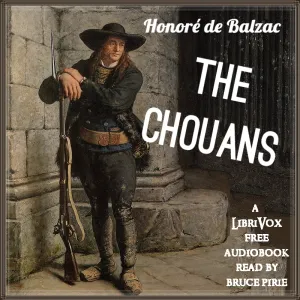 Honoré de Balzac
THE
CHOUANS
A
LIBRIVOX
FREE
AUDIOBOOK
READ BY
BRUCE PIRIE